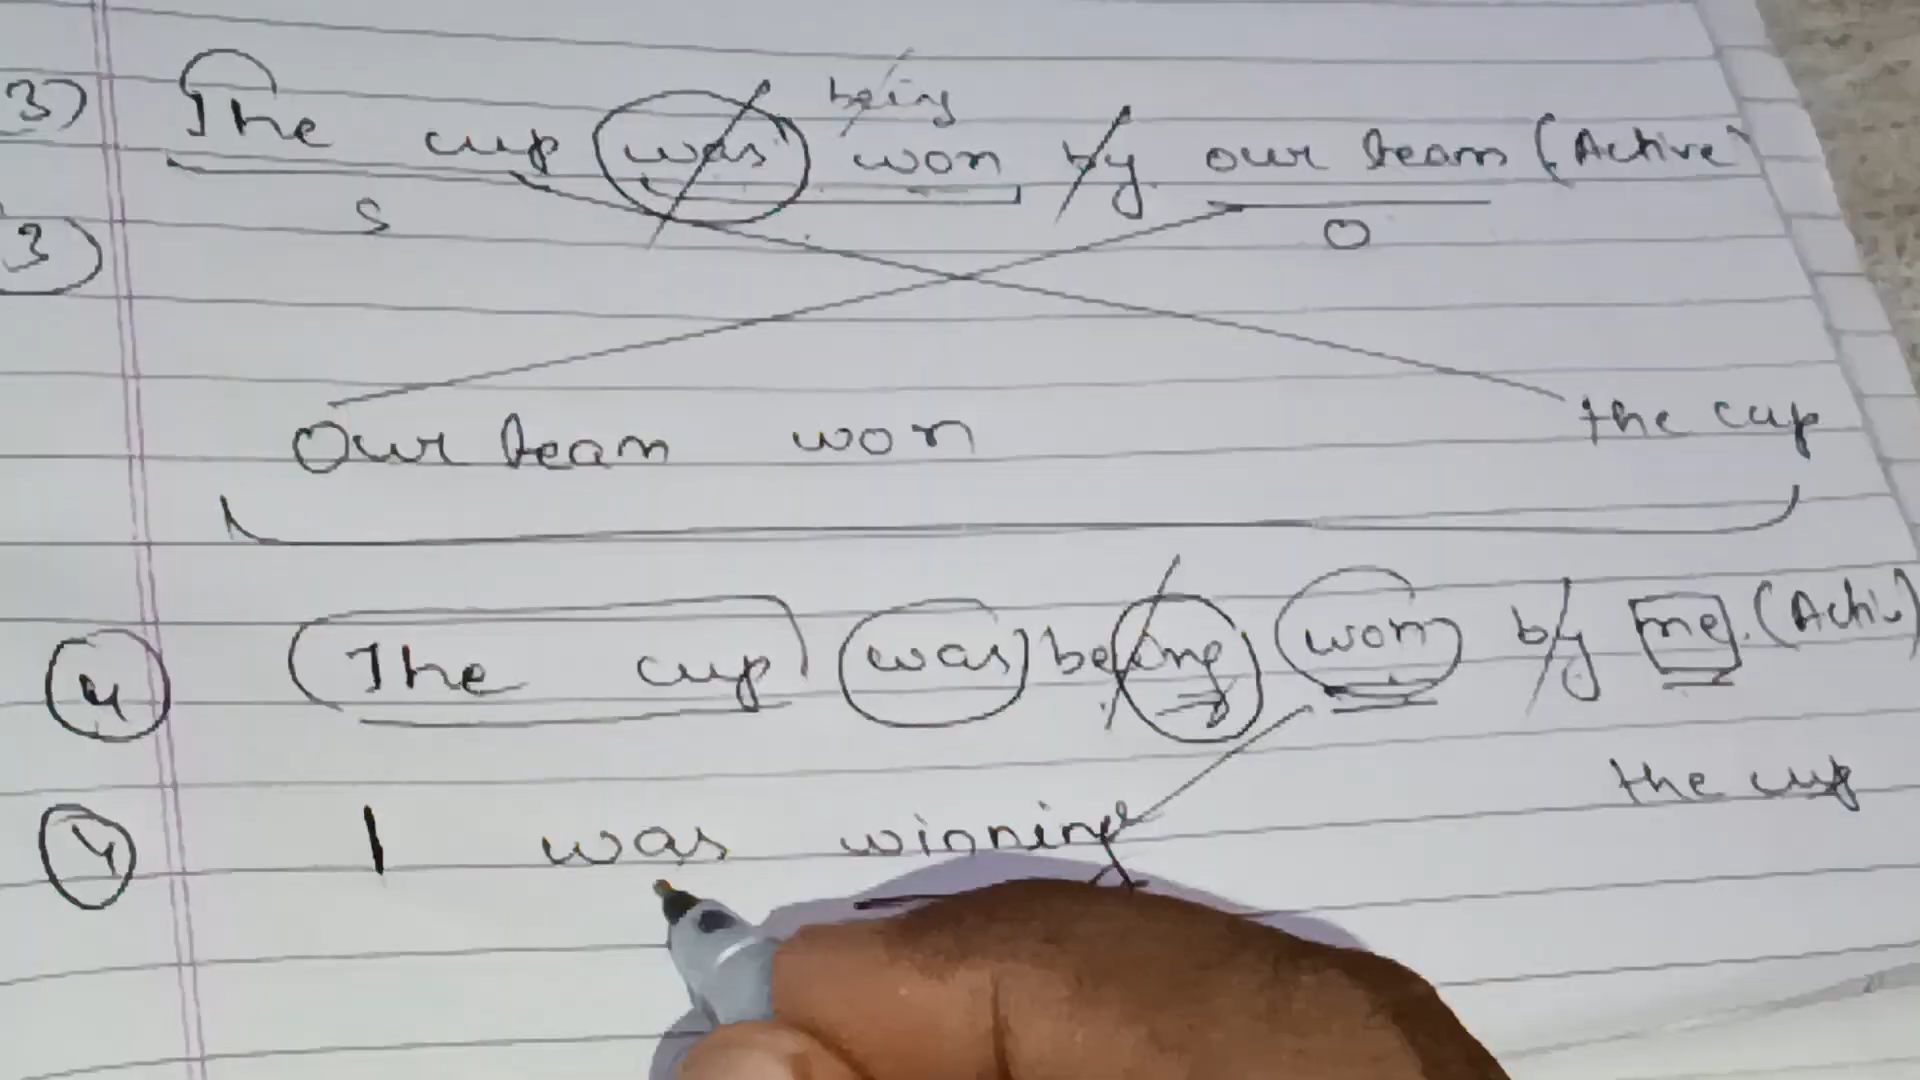 being
3) The cup was won by our team (Active
S O
3)
Our team won the cup
4 The cup was being won by me. (Activ)
the cup
4 I was winning